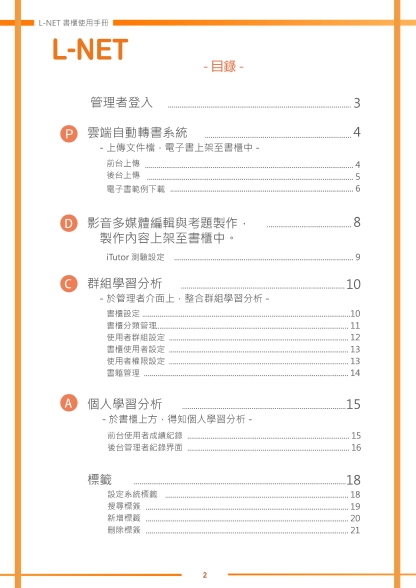 L-NET 書櫃使用手冊
L-NET
- 目錄 -
管理者登入 3
P 雲端自動轉書系統 4
- 上傳文件檔，電子書上架至書櫃中 -
前台上傳 4
後台上傳 5
電子書範例下載 6
D 影音多媒體編輯與考題製作， 8
製作內容上架至書櫃中。
iTutor 測驗設定 9
C 群組學習分析 10
- 於管理者介面上，整合群組學習分析 -
書櫃設定 10
書櫃分類管理 11
使用者群組設定 12
書櫃使用者設定 13
使用者權限設定 13
書籍管理 14
A 個人學習分析 15
- 於書櫃上方，得知個人學習分析 -
前台使用者成績紀錄 15
後台管理者紀錄界面 16
標籤 18
設定系統標籤 18
搜尋標簽 19
新增標籤 20
刪除標簽 21
2